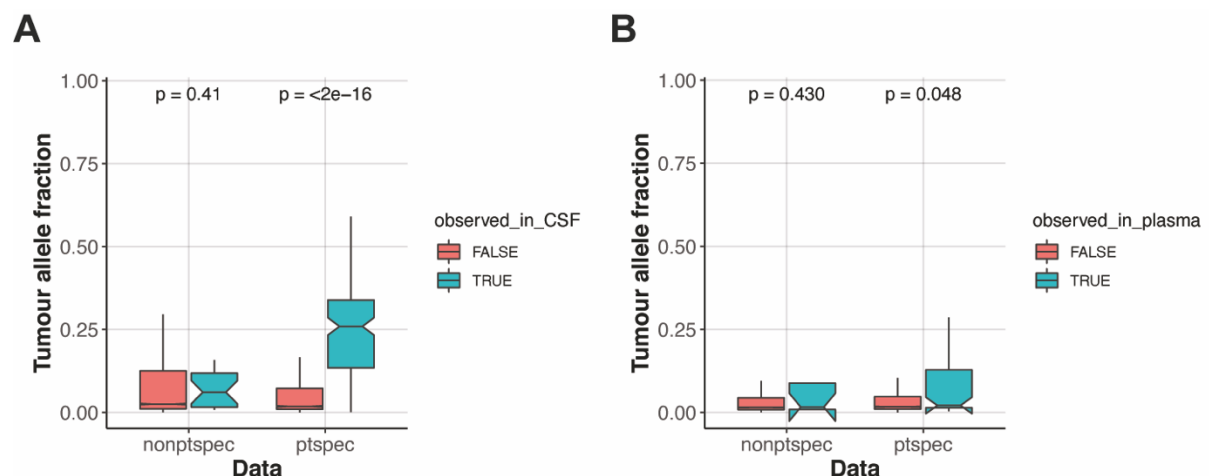 A
Tumour allele fraction
1.00
0.75
0.50
0.25
0.00
p = 0.41
p = <2e−16
nonptspec
ptspec
Data
observed_in_CSF
FALSE
TRUE
B
Tumour allele fraction
1.00
0.75
0.50
0.25
0.00
p = 0.430
p = 0.048
nonptspec
ptspec
Data
observed_in_plasma
FALSE
TRUE